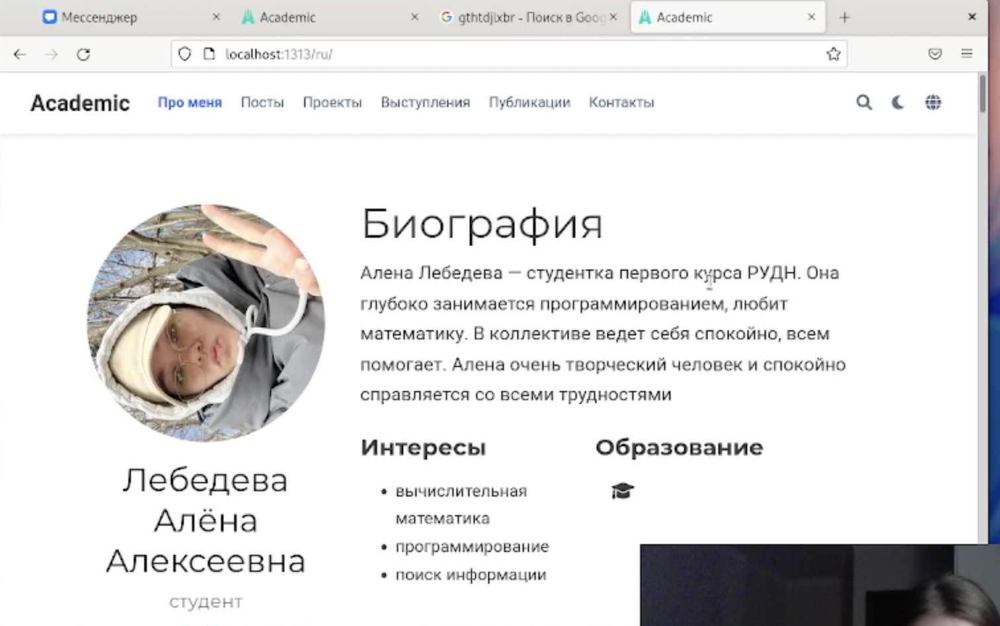 Мессенджер
Academic
gthtdjlxbr - Поиск в Goog
Academic
localhost:1313/ru/
Academic
Про меня
Посты
Проекты
Выступления
Публикации
Контакты
Биография
Алена Лебедева — студентка первого курса РУДН. Она
глубоко занимается программированием, любит
математику. В коллективе ведет себя спокойно, всем
помогает. Алена очень творческий человек и спокойно
справляется со всеми трудностями
Лебедева
Алёна
Алексеевна
студент
Интересы
вычислительная
математика
программирование
поиск информации
Образование